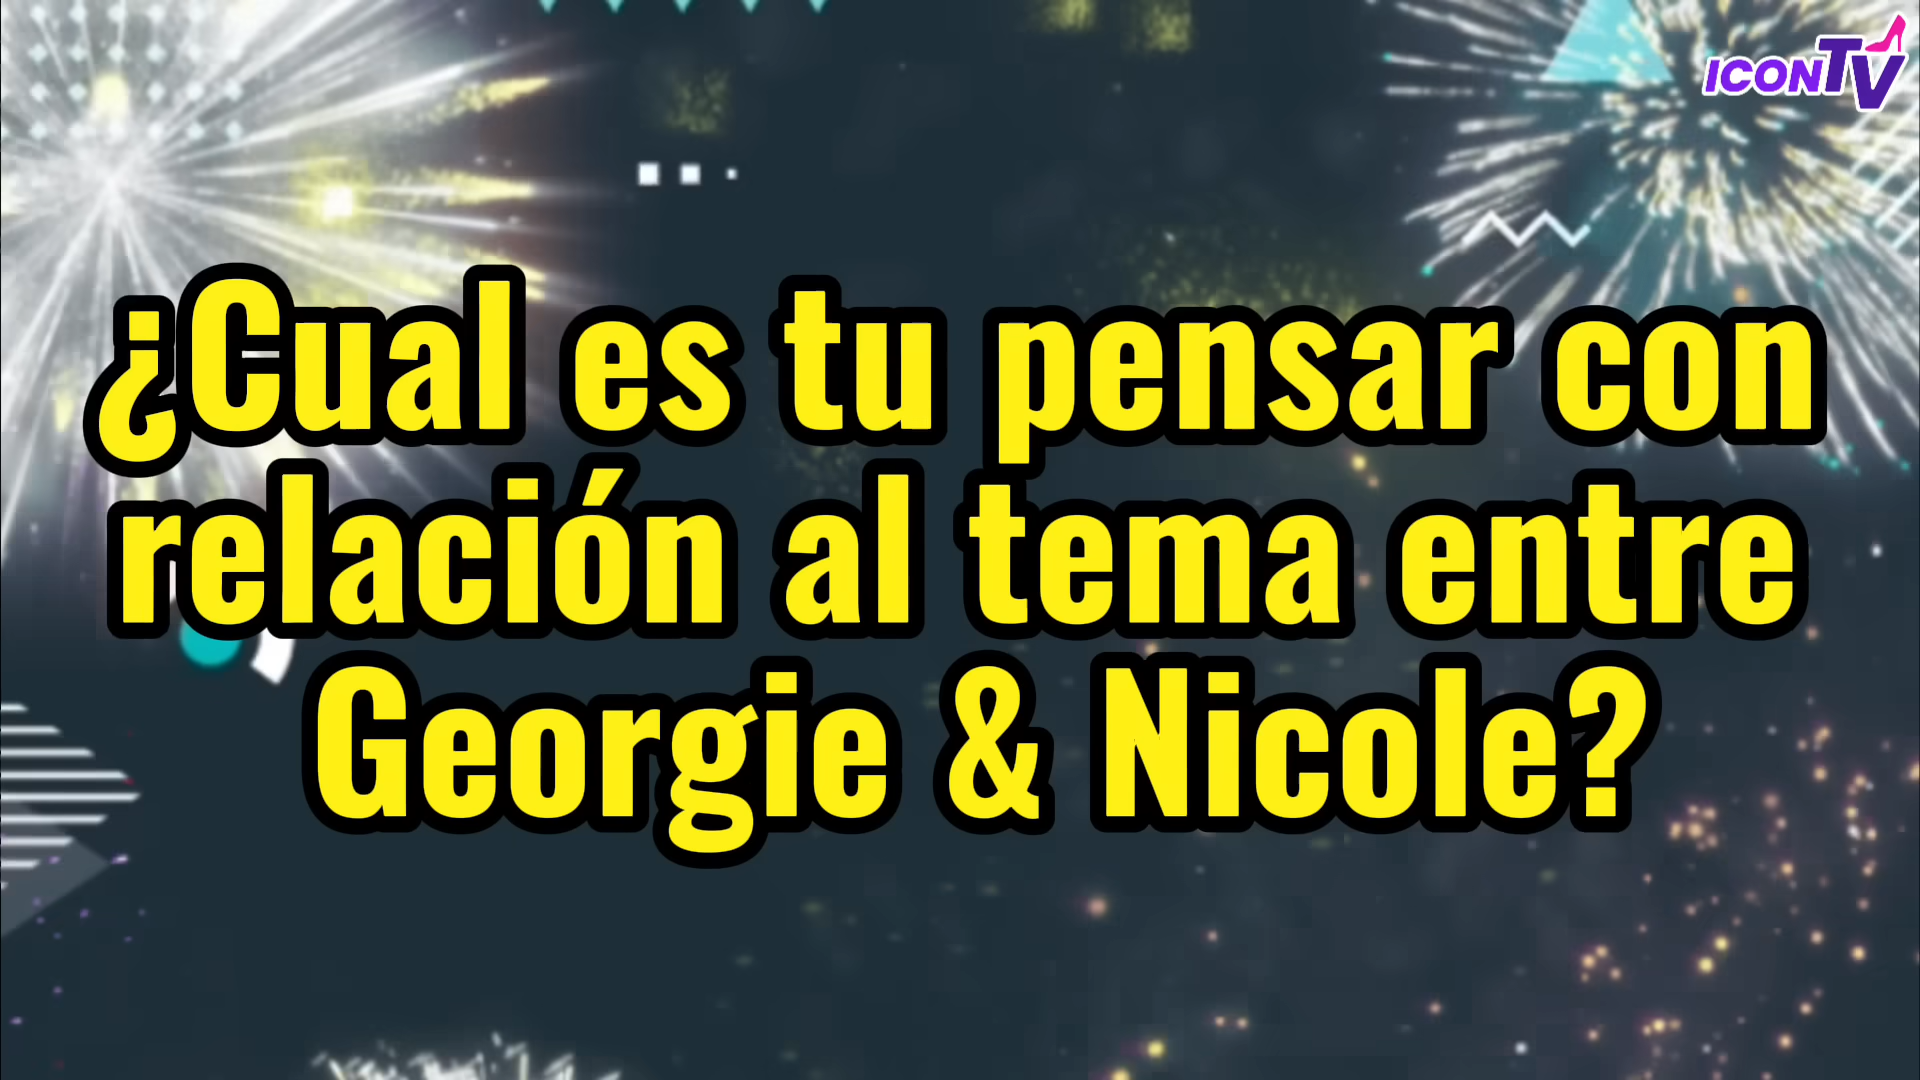 ICONTV
¿Cual es tu pensar con
relación al tema entre
Georgie & Nicole?